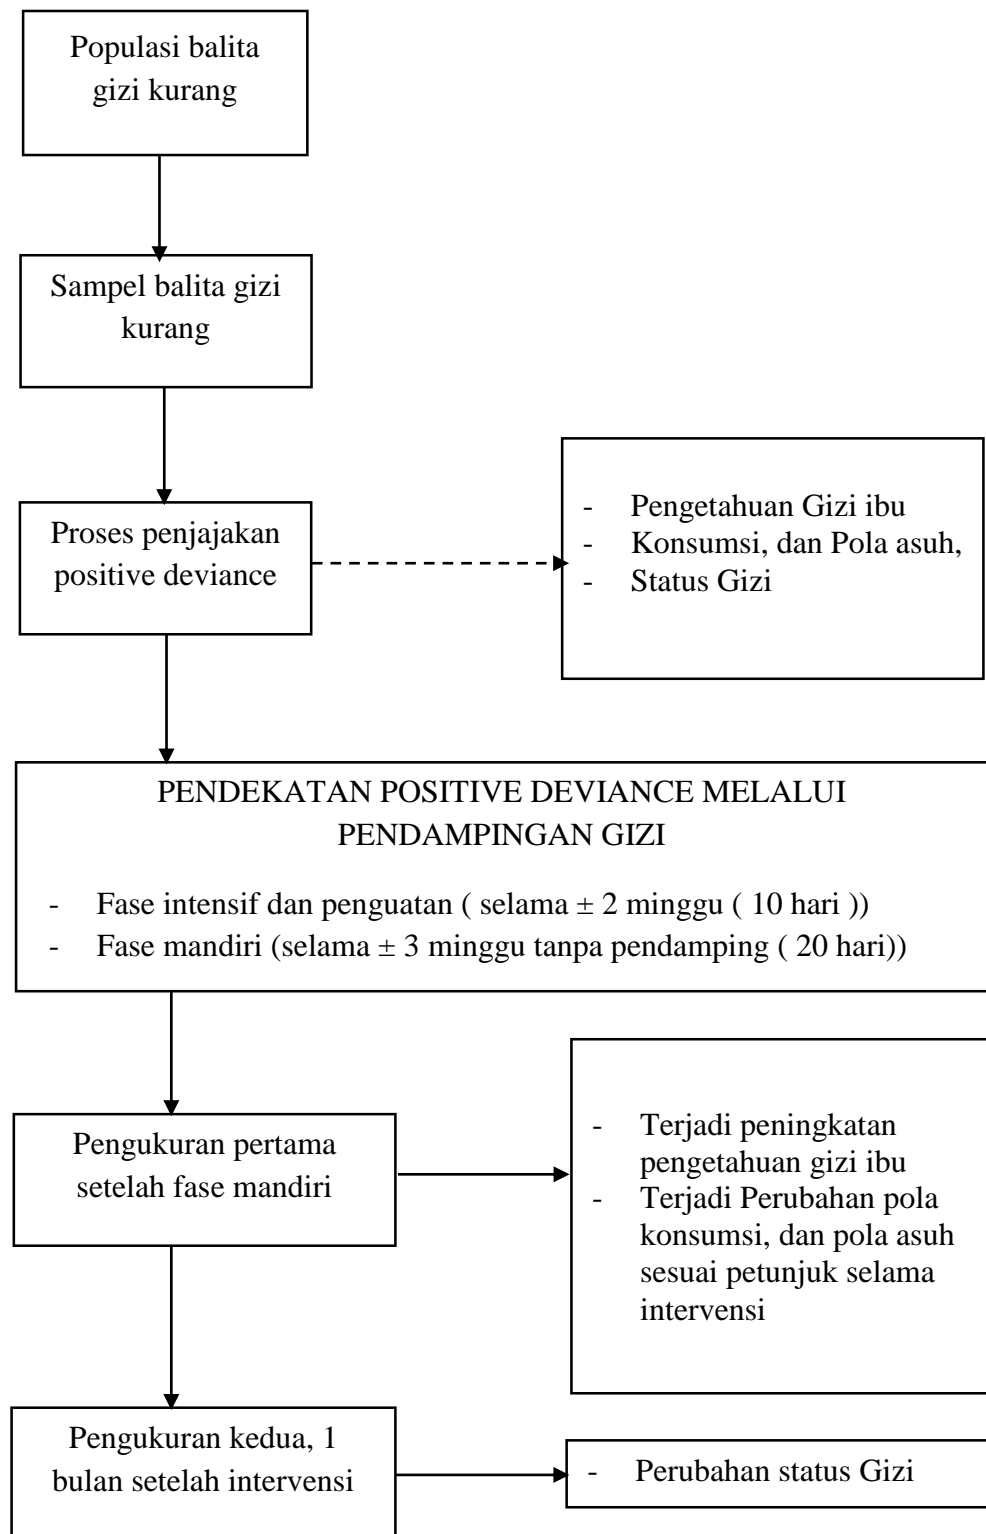 Populasi balita
gizi kurang
Sampel balita gizi
kurang
Proses penjajakan
positive deviance
- Pengetahuan Gizi ibu
- Konsumsi, dan Pola asuh,
- Status Gizi
PENDEKATAN POSITIVE DEVIANCE MELALUI
PENDAMPINGAN GIZI
- Fase intensif dan penguatan ( selama ± 2 minggu ( 10 hari ))
- Fase mandiri (selama ± 3 minggu tanpa pendamping ( 20 hari))
Pengukuran pertama
setelah fase mandiri
- Terjadi peningkatan
pengetahuan gizi ibu
- Terjadi Perubahan pola
konsumsi, dan pola asuh
sesuai petunjuk selama
intervensi
Pengukuran kedua, 1
bulan setelah intervensi
- Perubahan status Gizi